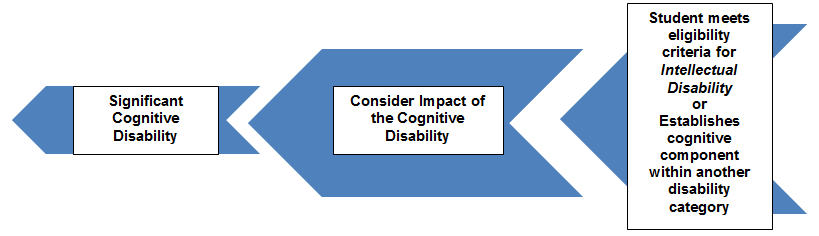 Significant
Cognitive
Disability
Consider Impact of
the Cognitive
Disability
Student meets
eligibility
criteria for
Intellectual
Disability
or
Establishes
cognitive
component
within another
disability
category